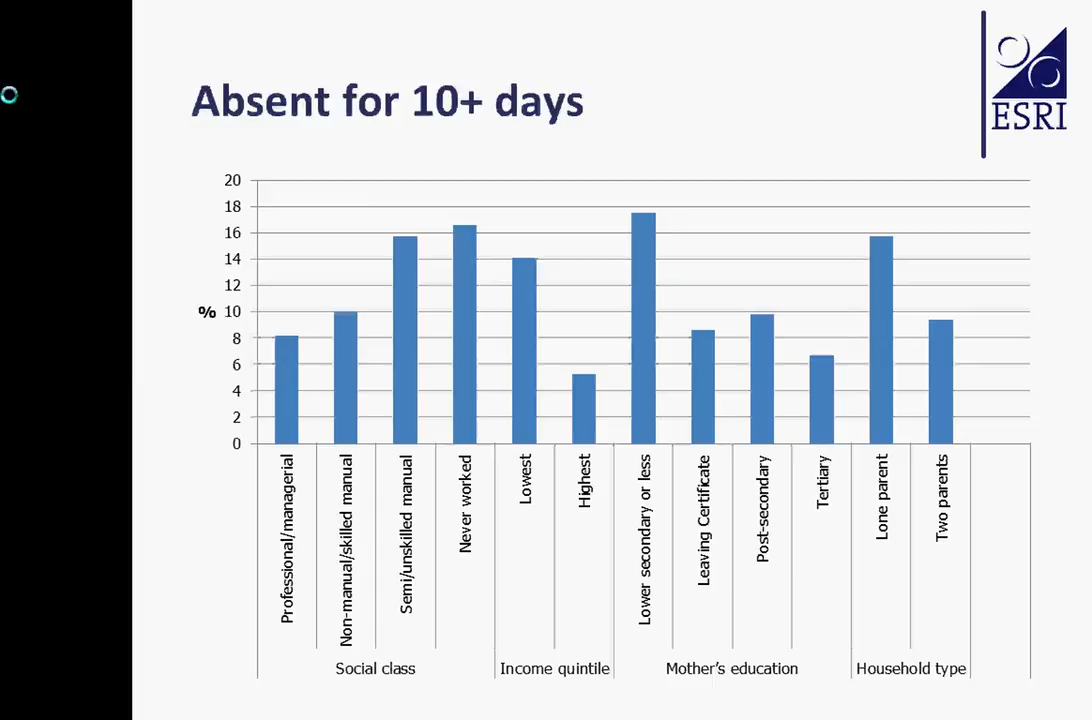 ESRI
Absent for 10+ days
20
18
16
14
12
% 10
8
6
4
2
0
Professional/managerial
Non-manual/skilled manual
Semi/unskilled manual
Never worked
Lowest
Highest
Lower secondary or less
Leaving Certificate
Post-secondary
Tertiary
Lone parent
Two parents
Social class
Income quintile
Mother’s education
Household type